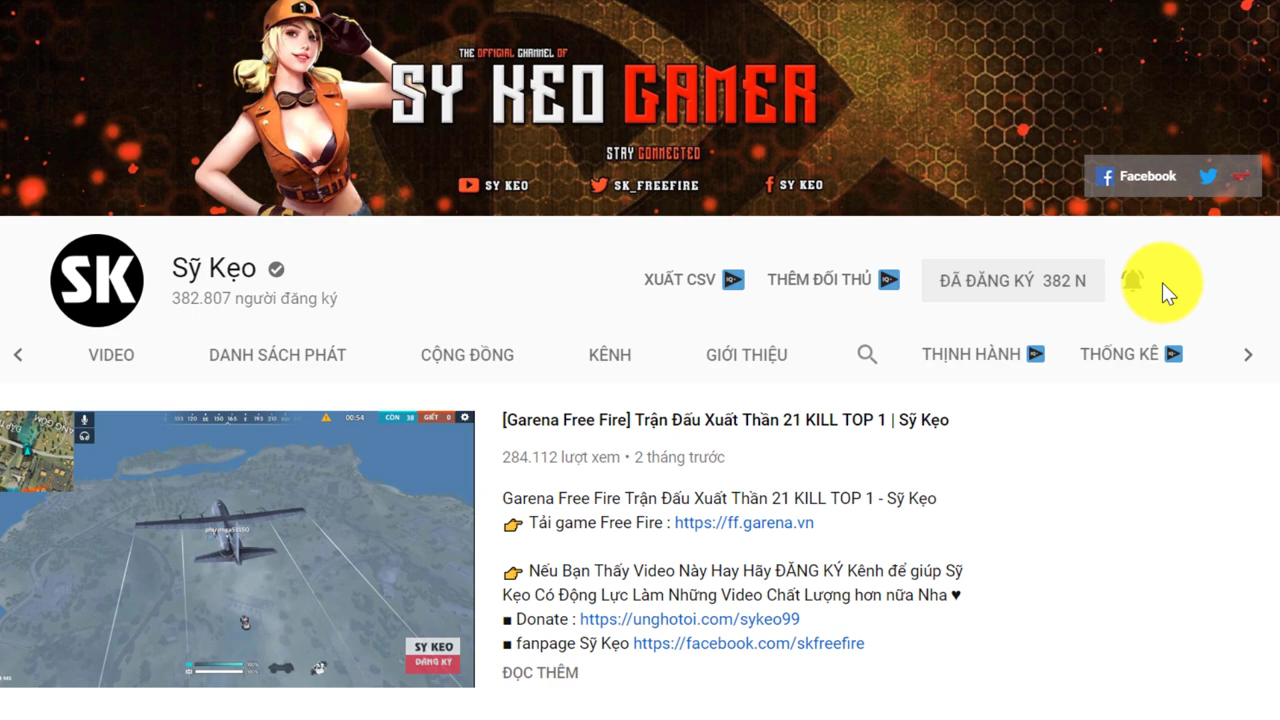 THE OFFICIAL CHANNEL OF
SY KEO GAMER
STAY CONNECTED
SY KEO
SK_FREEFIRE
SY KEO
Facebook
SK
Sỹ Kẹo
382.807 người đăng ký
XUẤT CSV
THÊM ĐỐI THỦ
ĐÃ ĐĂNG KÝ 382 N
VIDEO
DANH SÁCH PHÁT
CỘNG ĐỒNG
KÊNH
GIỚI THIỆU
THỊNH HÀNH
THỐNG KÊ
00:54
CÒN 38
GIẾT 0
SY KEO
ĐĂNG KÝ
[Garena Free Fire] Trận Đấu Xuất Thần 21 KILL TOP 1 | Sỹ Kẹo
284.112 lượt xem • 2 tháng trước
Garena Free Fire Trận Đấu Xuất Thần 21 KILL TOP 1 - Sỹ Kẹo
👉 Tải game Free Fire : https://ff.garena.vn
👉 Nếu Bạn Thấy Video Này Hay Hãy ĐĂNG KÝ Kênh để giúp Sỹ
Kẹo Có Động Lực Làm Những Video Chất Lượng hơn nữa Nha ♥
■ Donate : https://unghotoi.com/sykeo99
■ fanpage Sỹ Kẹo https://facebook.com/skfreefire
ĐỌC THÊM